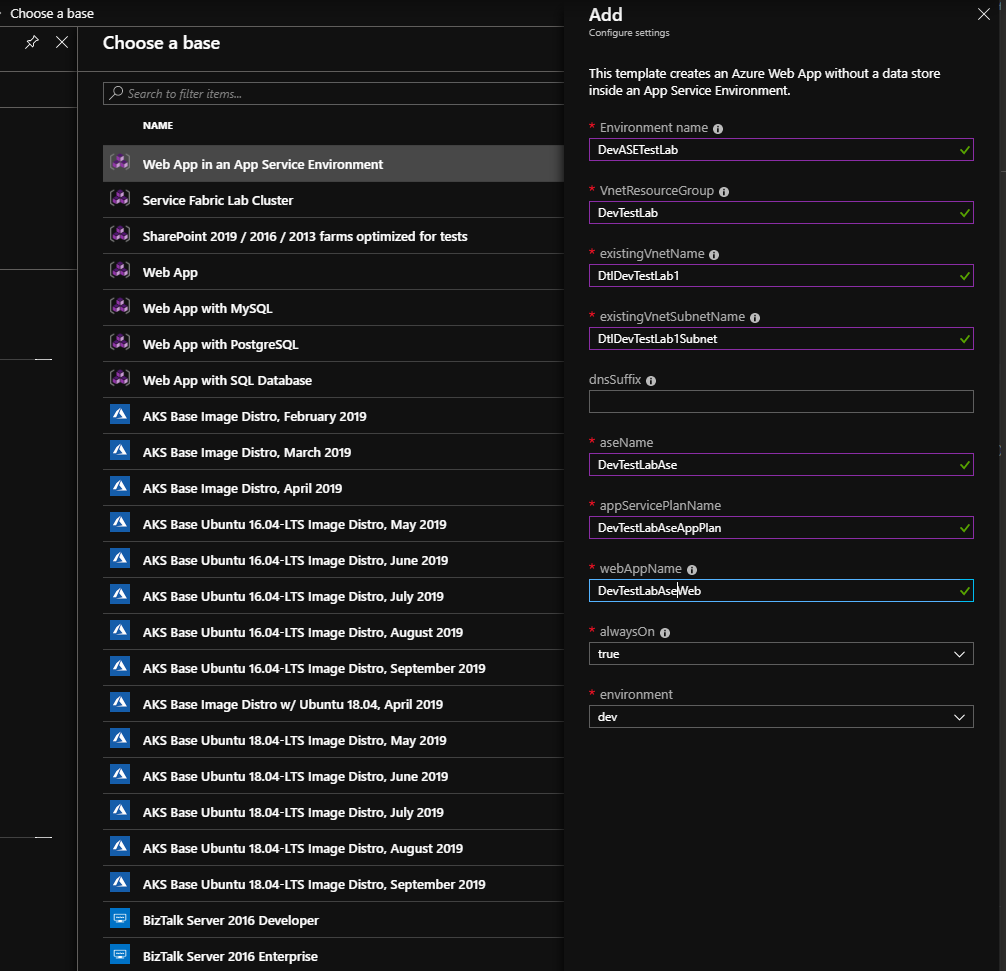 Choose a base
Choose a base
Search to filter items...
NAME
Web App in an App Service Environment
Service Fabric Lab Cluster
SharePoint 2019 / 2016 / 2013 farms optimized for tests
Web App
Web App with MySQL
Web App with PostgreSQL
Web App with SQL Database
AKS Base Image Distro, February 2019
AKS Base Image Distro, March 2019
AKS Base Image Distro, April 2019
AKS Base Ubuntu 16.04-LTS Image Distro, May 2019
AKS Base Ubuntu 16.04-LTS Image Distro, June 2019
AKS Base Ubuntu 16.04-LTS Image Distro, July 2019
AKS Base Ubuntu 16.04-LTS Image Distro, August 2019
AKS Base Ubuntu 16.04-LTS Image Distro, September 2019
AKS Base Image Distro w/ Ubuntu 18.04, April 2019
AKS Base Ubuntu 18.04-LTS Image Distro, May 2019
AKS Base Ubuntu 18.04-LTS Image Distro, June 2019
AKS Base Ubuntu 18.04-LTS Image Distro, July 2019
AKS Base Ubuntu 18.04-LTS Image Distro, August 2019
AKS Base Ubuntu 18.04-LTS Image Distro, September 2019
BizTalk Server 2016 Developer
BizTalk Server 2016 Enterprise
Add
Configure settings
This template creates an Azure Web App without a data store
inside an App Service Environment.
* Environment name
DevASETestLab
* VnetResourceGroup
DevTestLab
* existingVnetName
DtlDevTestLab1
* existingVnetSubnetName
DtlDevTestLab1Subnet
dnsSuffix
* aseName
DevTestLabAse
* appServicePlanName
DevTestLabAseAppPlan
* webAppName
DevTestLabAseWeb
* alwaysOn
true
* environment
dev